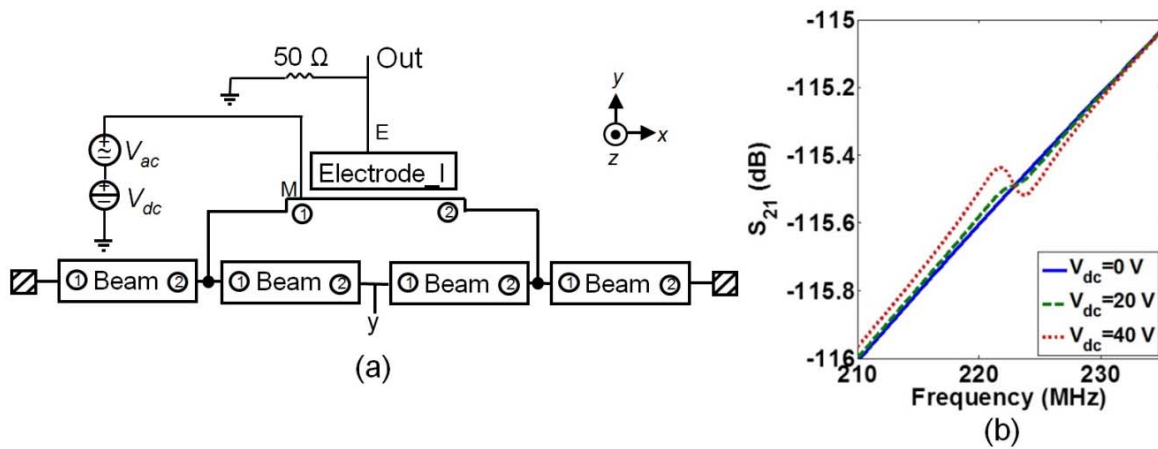 50 Ω
Out
E
Vac
Vdc
Electrode_I
M
① ②
① Beam ② ① Beam ② ① Beam ② ① Beam ②
y
y
x
z
(a)
S21 (dB)
-115
-115.2
-115.4
-115.6
-115.8
-116
210 220 230
Frequency (MHz)
Vdc=0 V
Vdc=20 V
Vdc=40 V
(b)